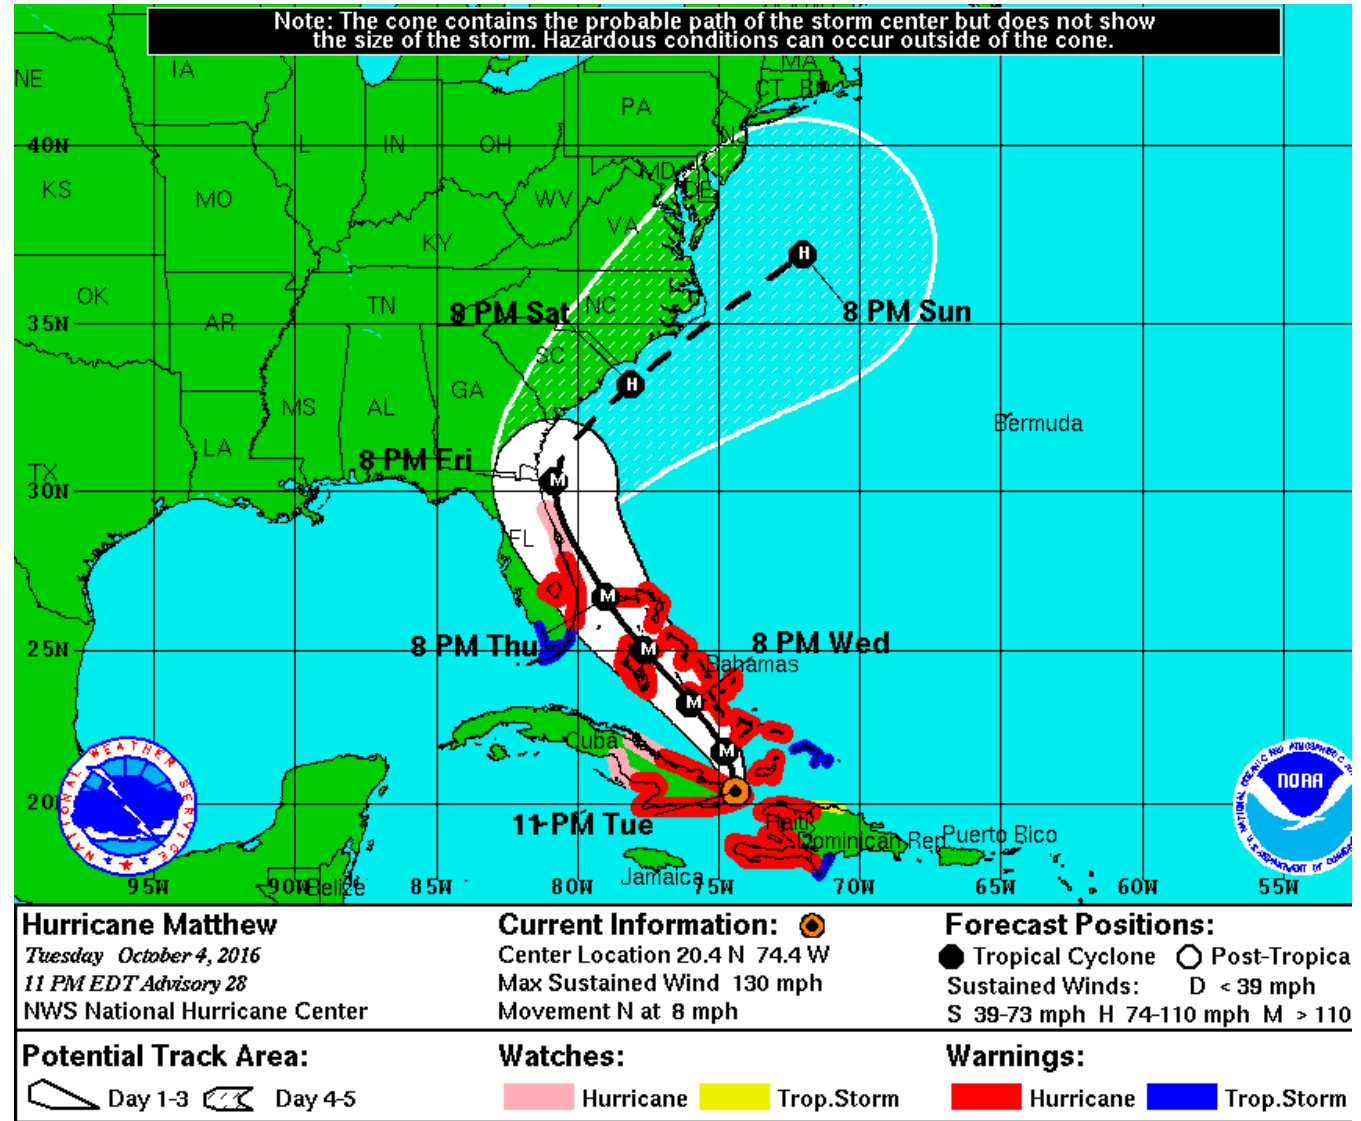 Note: The cone contains the probable path of the storm center but does not show
the size of the storm. Hazardous conditions can occur outside of the cone.
NE
IA
MA
CT
PA
NJ
40N
L
IN
OH
MD
DE
KS
MO
WV
VA
KY
OK
TN
NC
8 PM Sat
8 PM Sun
35N
AR
SC
GA
MS
AL
Bermuda
LA
8 PM Fri
TX
30N
FL
8 PM Thu
8 PM Wed
25N
Bahamas
Cuba
NATIONAL WEATHER SERVICE
NOAA
20N
11 PM Tue
Haiti
Dominican Rep
Puerto Rico
Jamaica
Belize
95W 90W 85W 80W 75W 70W 65W 60W 55W
Hurricane Matthew
Tuesday October 4, 2016
11 PM EDT Advisory 28
NWS National Hurricane Center
Current Information:
Center Location 20.4 N 74.4 W
Max Sustained Wind 130 mph
Movement N at 8 mph
Forecast Positions:
Tropical Cyclone Post-Tropica
Sustained Winds: D < 39 mph
S 39-73 mph H 74-110 mph M > 110
Potential Track Area:
Day 1-3 Day 4-5
Watches:
Hurricane Trop.Storm
Warnings:
Hurricane Trop.Storm
H
H
M
M
M
M
M